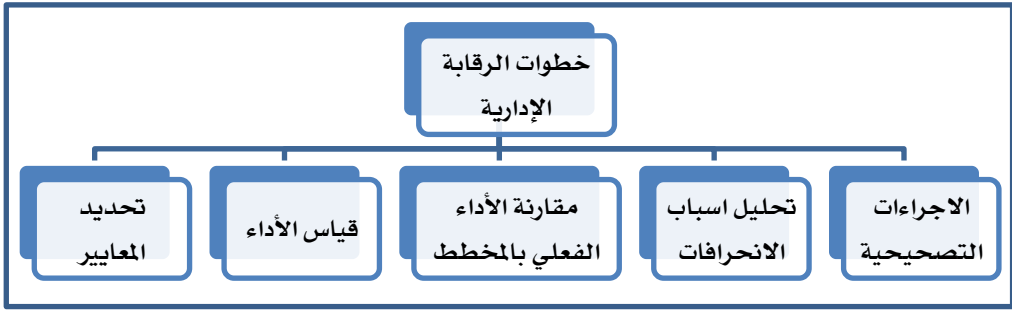 خطوات الرقابة
الإدارية
الاجراءات
التصحيحية
تحليل اسباب
الانحرافات
مقارنة الأداء
الفعلي بالمخطط
قياس الأداء
تحديد
المعايير